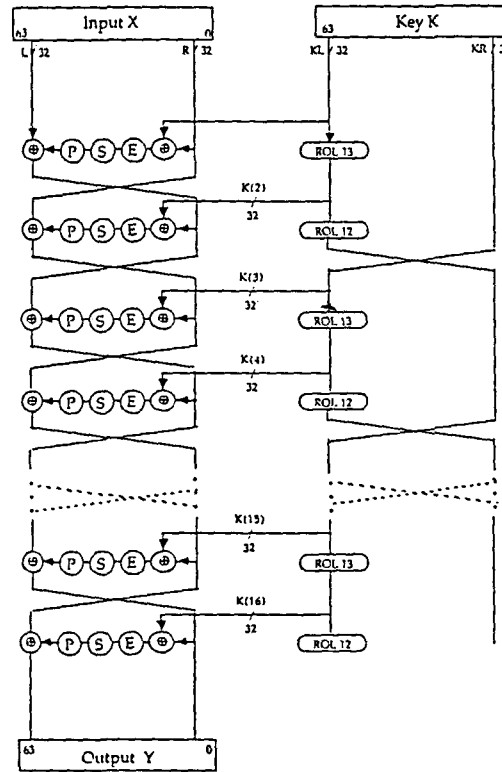 Input X
63 0
L 32 R 32
Key K
63
KL 32 KR
⊕ P S E ⊕
ROL 13
K(2)
32
⊕ P S E ⊕
ROL 12
K(3)
32
⊕ P S E ⊕
ROL 13
K(4)
32
⊕ P S E ⊕
ROL 12
K(15)
32
⊕ P S E ⊕
ROL 13
K(16)
32
⊕ P S E ⊕
ROL 12
63 0
Output Y